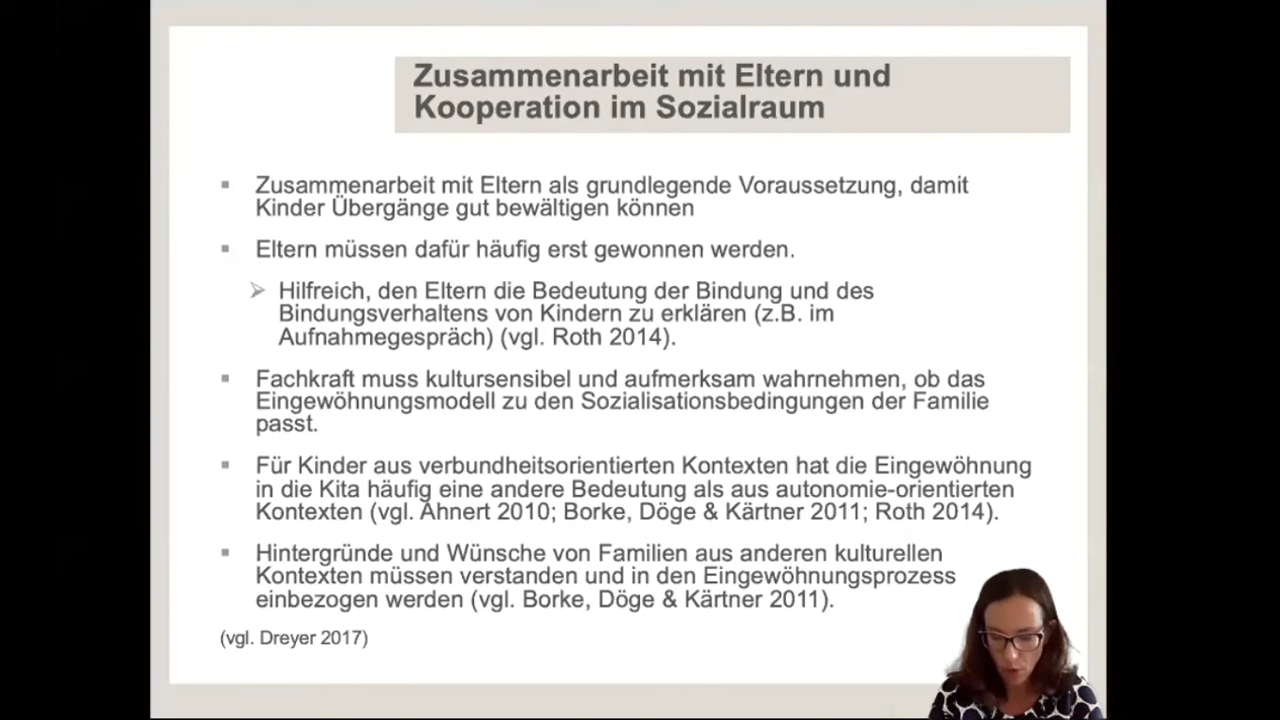 Zusammenarbeit mit Eltern und
Kooperation im Sozialraum
▪ Zusammenarbeit mit Eltern als grundlegende Voraussetzung, damit
Kinder Übergänge gut bewältigen können
▪ Eltern müssen dafür häufig erst gewonnen werden.
➢ Hilfreich, den Eltern die Bedeutung der Bindung und des
Bindungsverhaltens von Kindern zu erklären (z.B. im
Aufnahmegespräch) (vgl. Roth 2014).
▪ Fachkraft muss kultursensibel und aufmerksam wahrnehmen, ob das
Eingewöhnungsmodell zu den Sozialisationsbedingungen der Familie
passt.
▪ Für Kinder aus verbundheitsorientierten Kontexten hat die Eingewöhnung
in die Kita häufig eine andere Bedeutung als aus autonomie-orientierten
Kontexten (vgl. Ahnert 2010; Borke, Döge & Kärtner 2011; Roth 2014).
▪ Hintergründe und Wünsche von Familien aus anderen kulturellen
Kontexten müssen verstanden und in den Eingewöhnungsprozess
einbezogen werden (vgl. Borke, Döge & Kärtner 2011).
(vgl. Dreyer 2017)